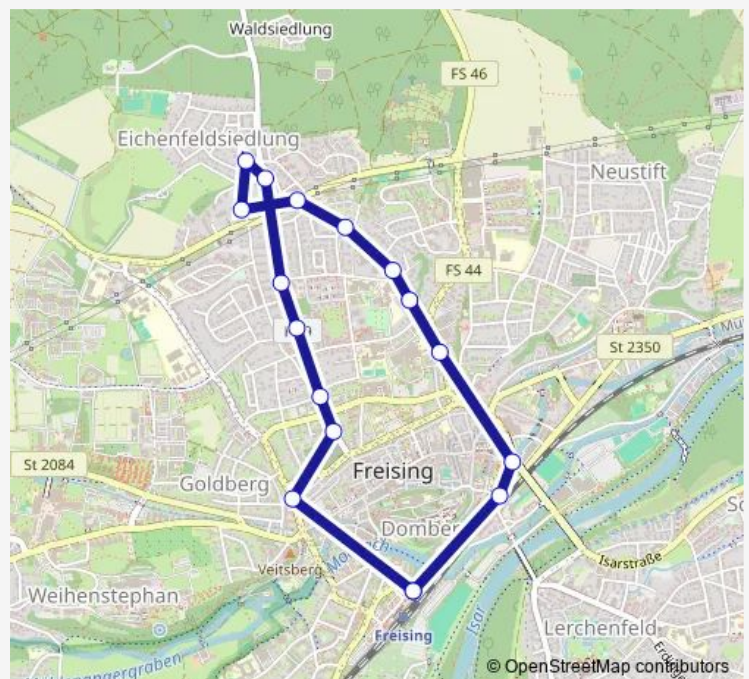 Waldsiedlung
FS 46
Eichenfeldsiedlung
Neustift
FS 44
St 2350
St 2084
Goldberg
Freising
Veitsberg
Isarstraße
Weihenstephan
Freising
Isar
Lerchenfeld
© OpenStreetMap contributors